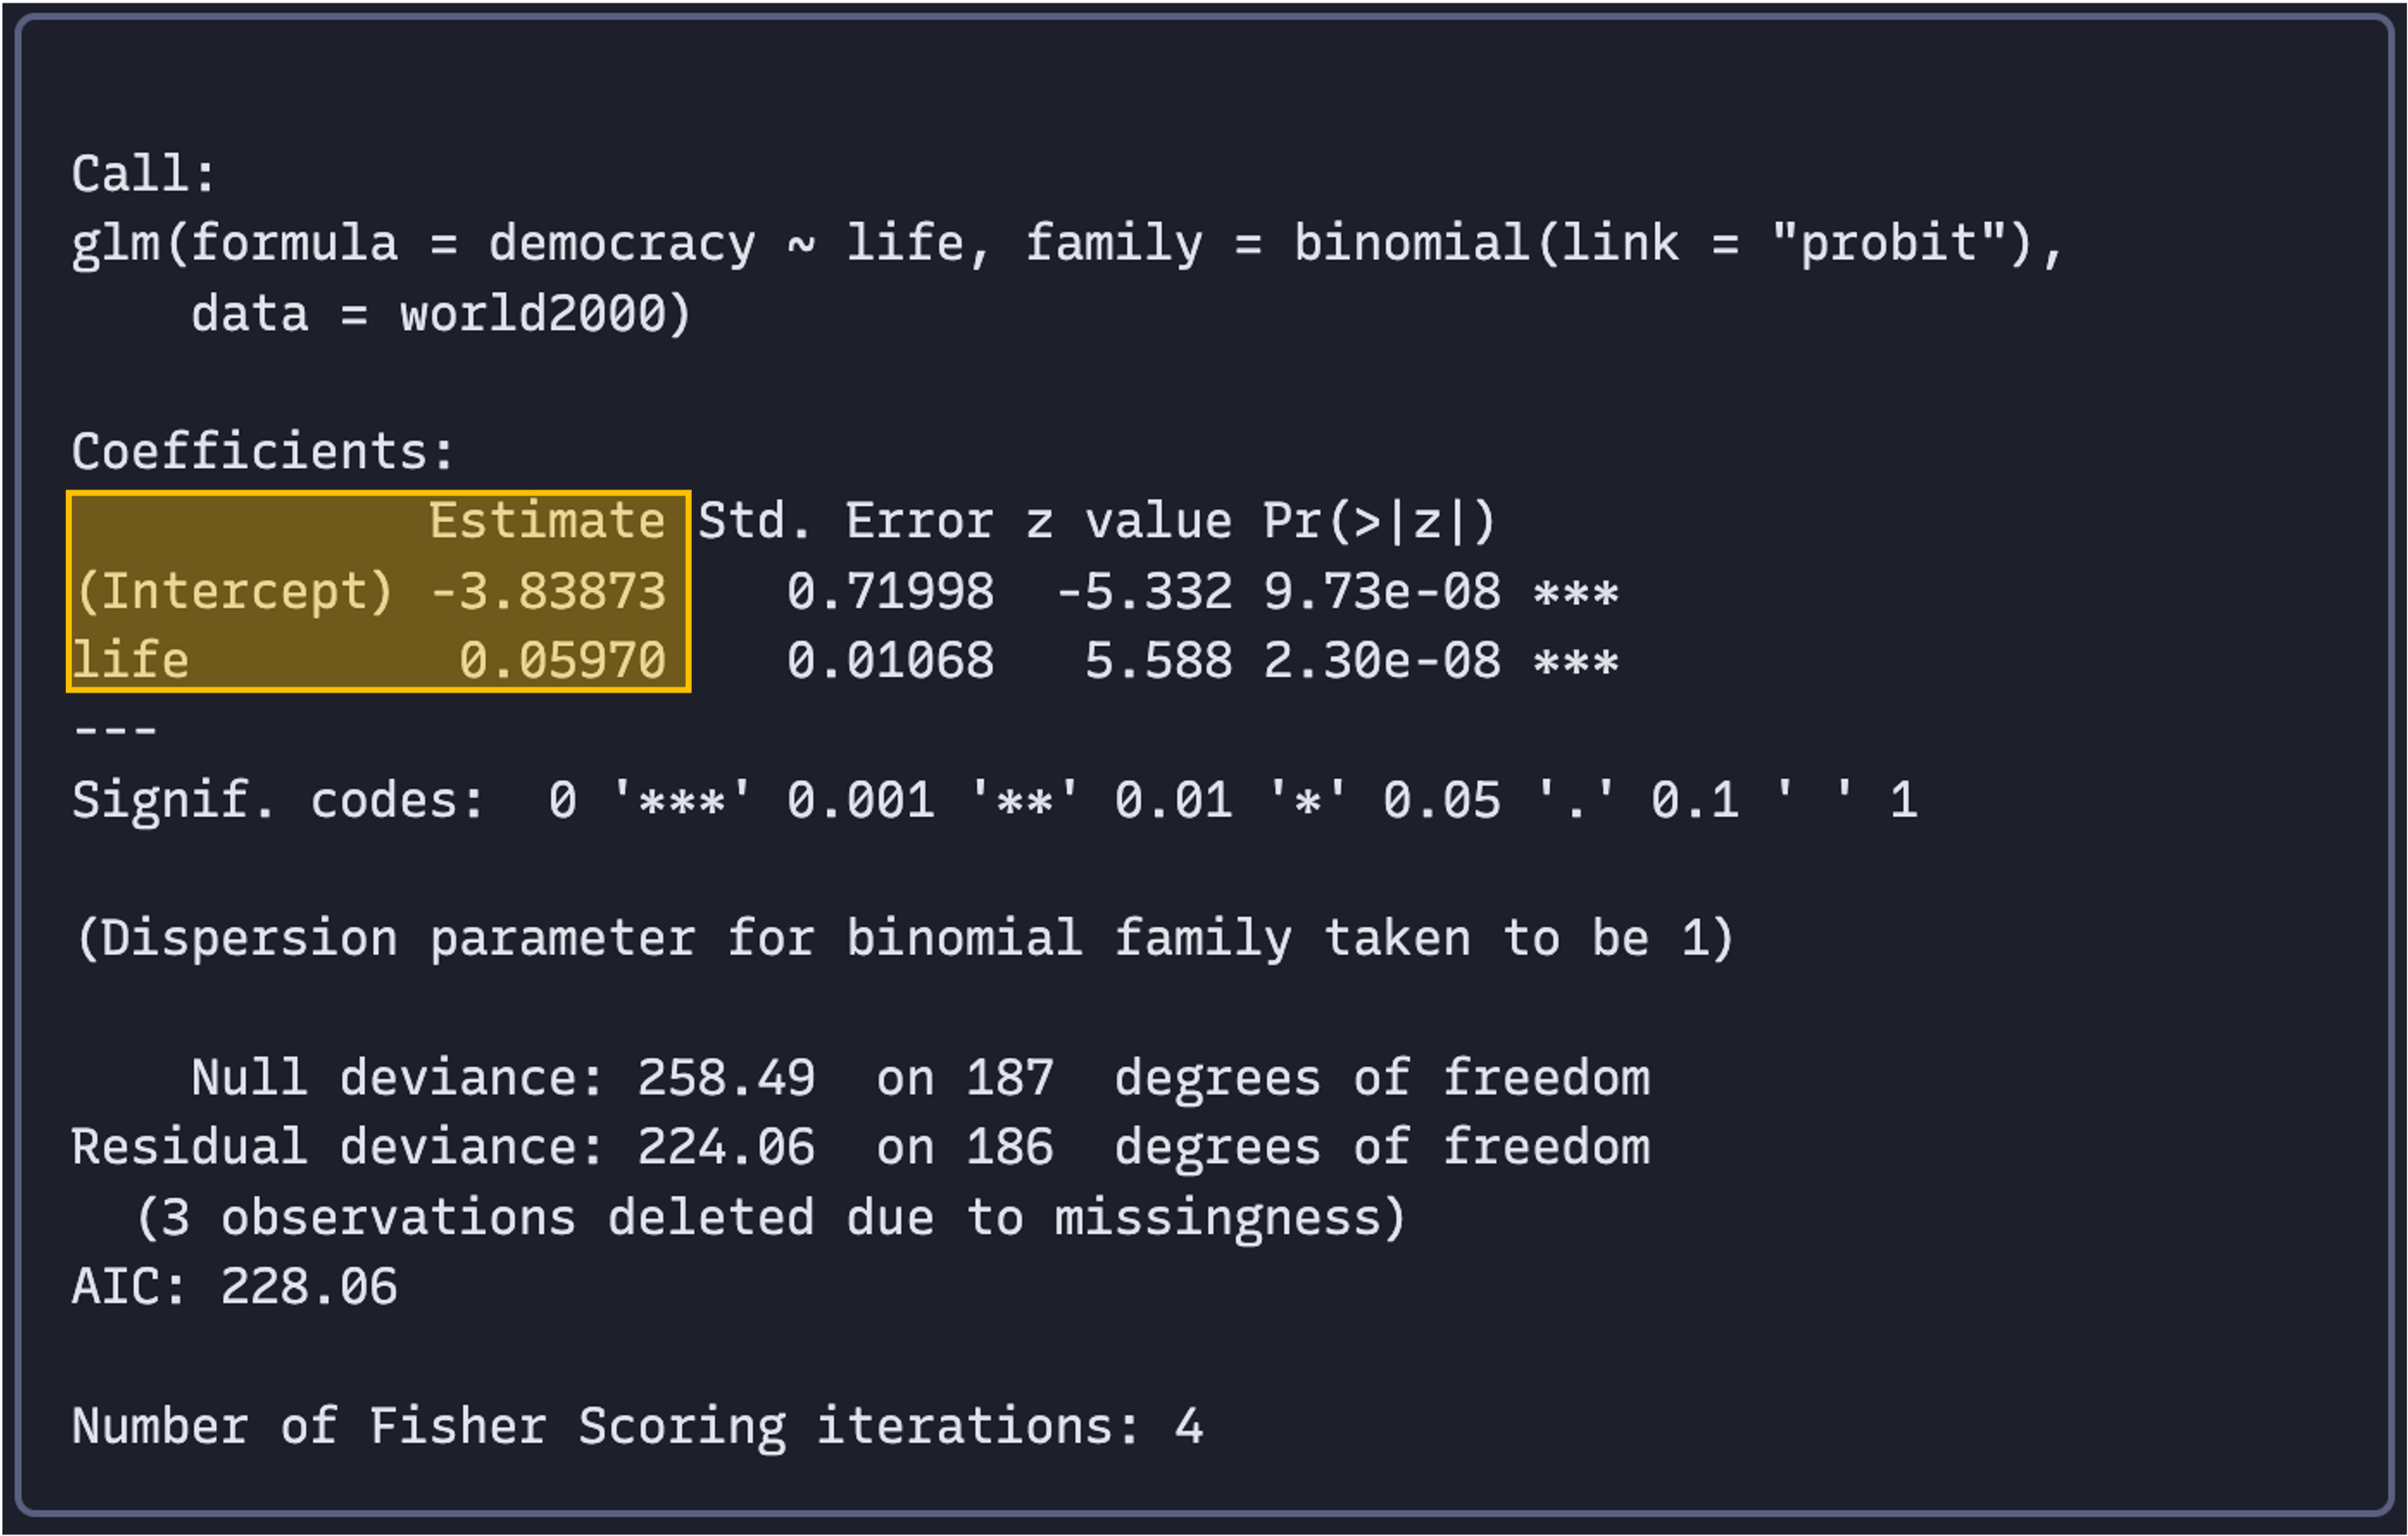 Call:
glm(formula = democracy ~ life, family = binomial(link = "probit"),
    data = world2000)
Coefficients:
            Estimate Std. Error z value Pr(>|z|)
(Intercept) -3.83873    0.71998  -5.332 9.73e-08 ***
life         0.05970    0.01068   5.588 2.30e-08 ***
---
Signif. codes:  0 '***' 0.001 '**' 0.01 '*' 0.05 '.' 0.1 ' ' 1
(Dispersion parameter for binomial family taken to be 1)
    Null deviance: 258.49  on 187  degrees of freedom
Residual deviance: 224.06  on 186  degrees of freedom
  (3 observations deleted due to missingness)
AIC: 228.06
Number of Fisher Scoring iterations: 4